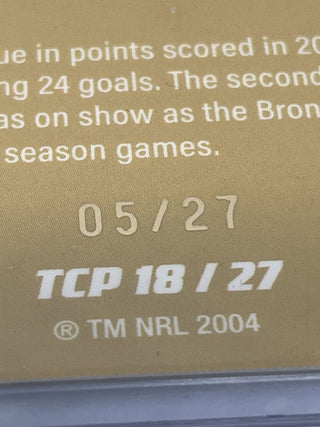 ue in points scored in 20
ng 24 goals. The second
as on show as the Bron
season games.
05/27
TCP 18 / 27
® TM NRL 2004